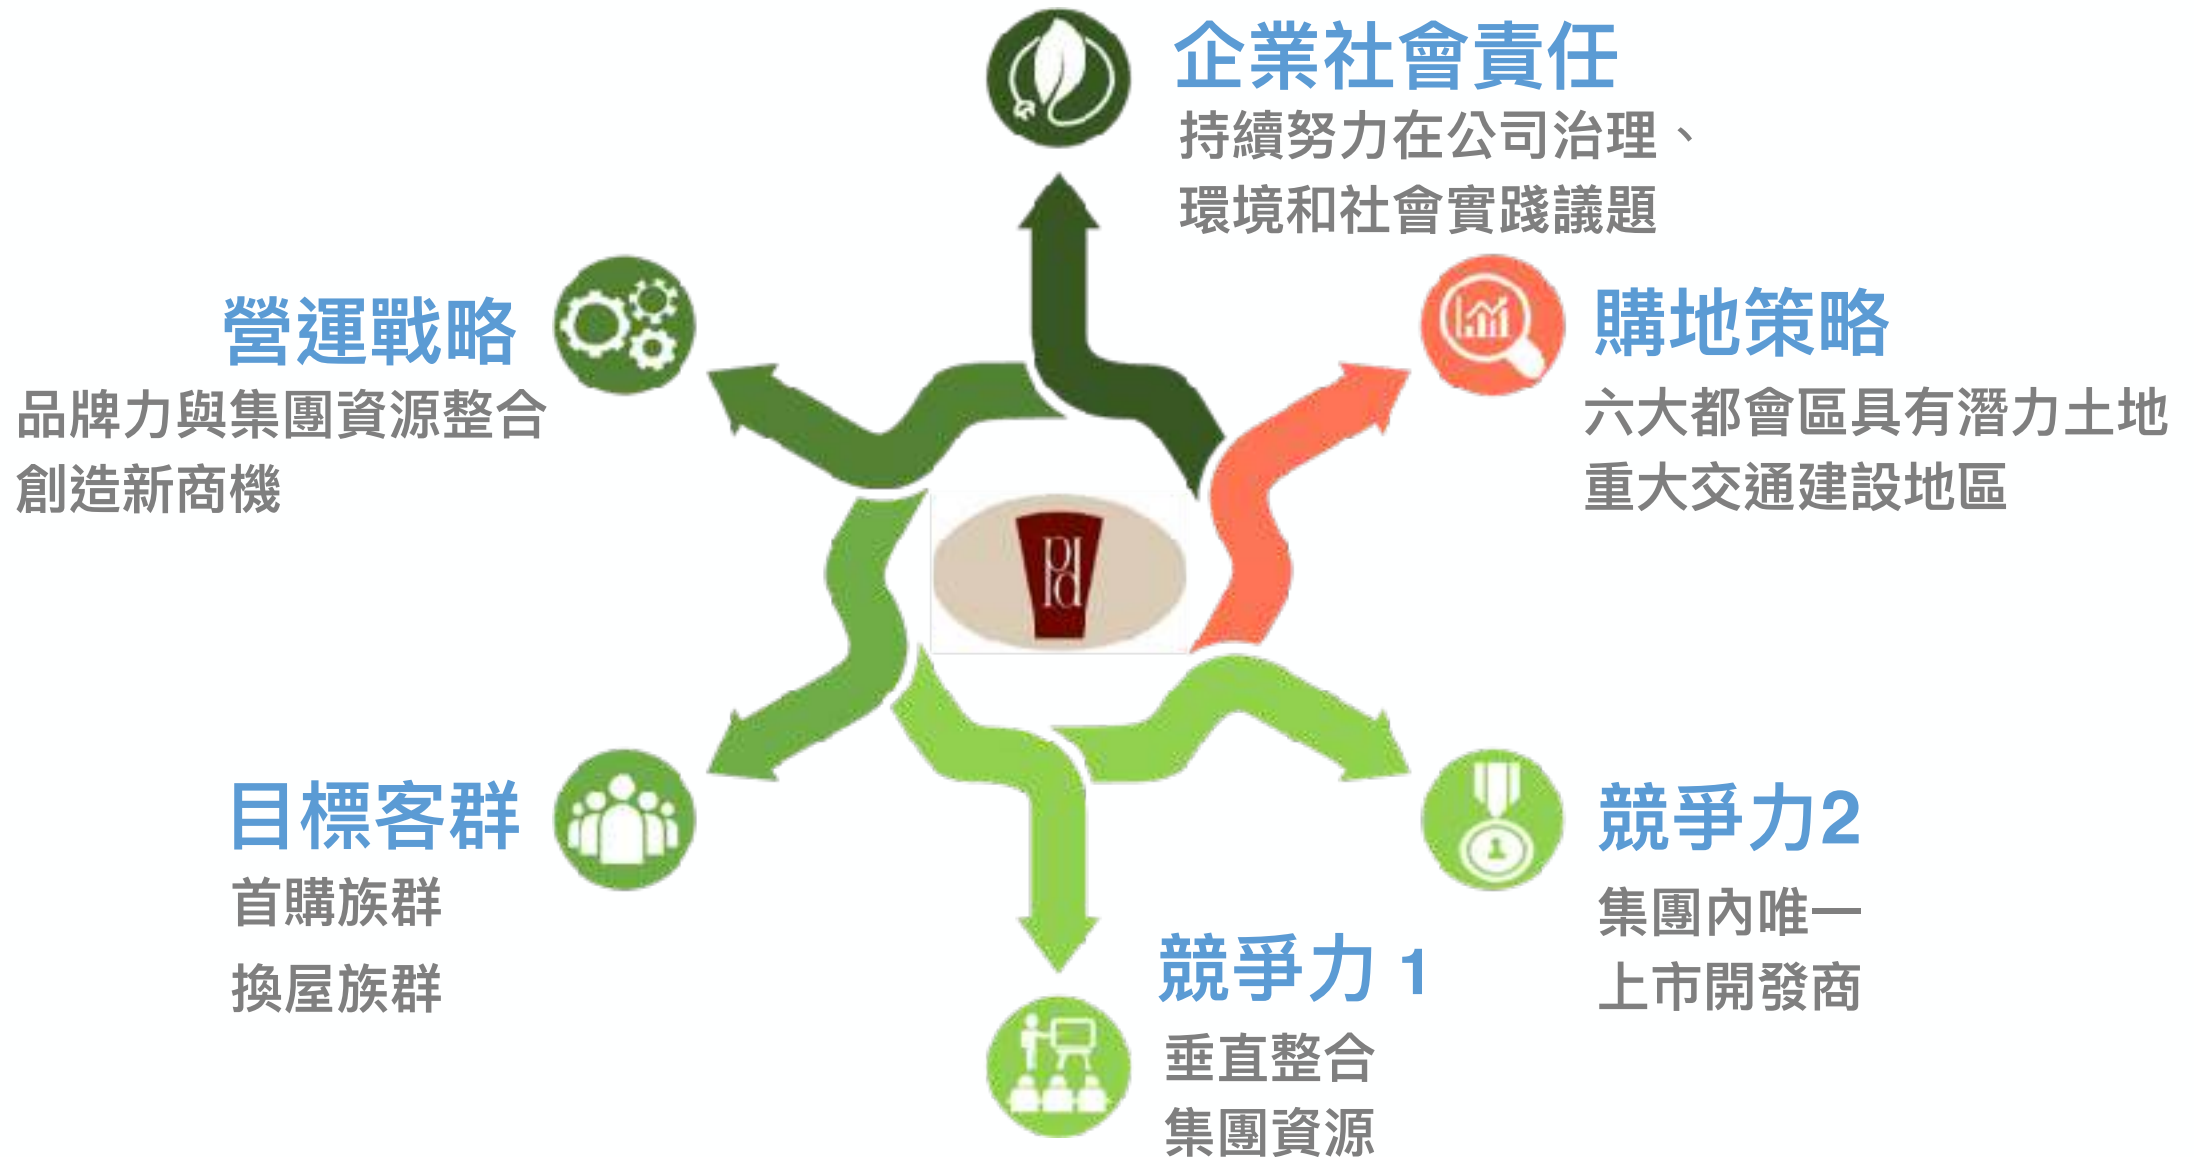 企業社會責任
持續努力在公司治理、
環境和社會實踐議題
營運戰略
品牌力與集團資源整合
創造新商機
購地策略
六大都會區具有潛力土地
重大交通建設地區
目標客群
首購族群
換屋族群
競爭力 1
垂直整合
集團資源
競爭力2
集團內唯一
上市開發商
1